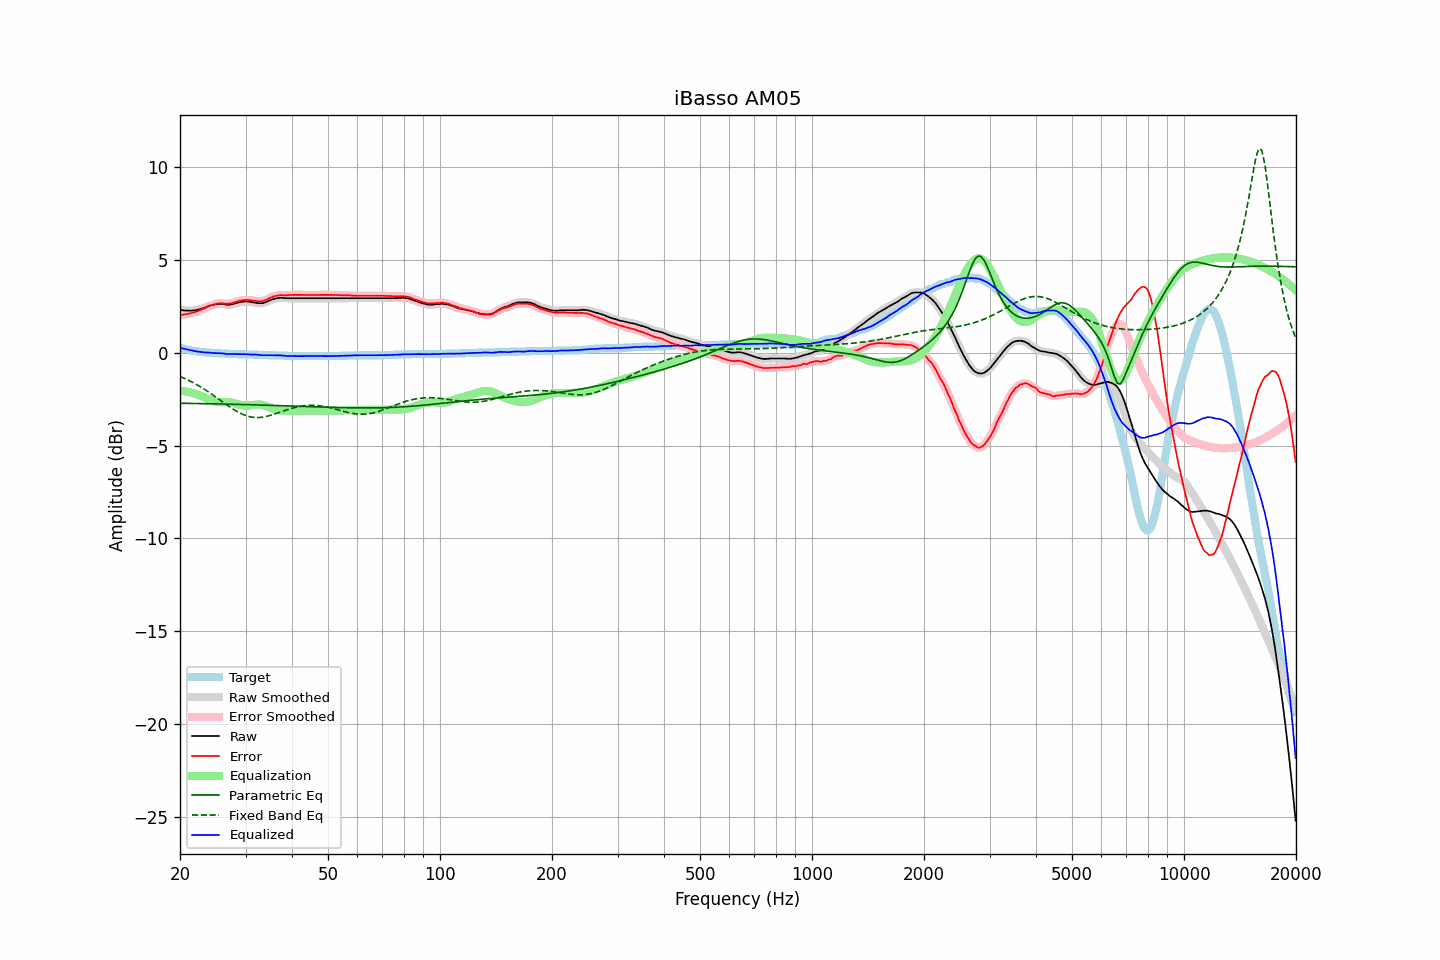 iBasso AM05
Amplitude (dBr)
10
5
0
−5
−10
−15
−20
−25
Target
Raw Smoothed
Error Smoothed
Raw
Error
Equalization
Parametric Eq
Fixed Band Eq
Equalized
20 50 100 200 500 1000 2000 5000 10000 20000
Frequency (Hz)